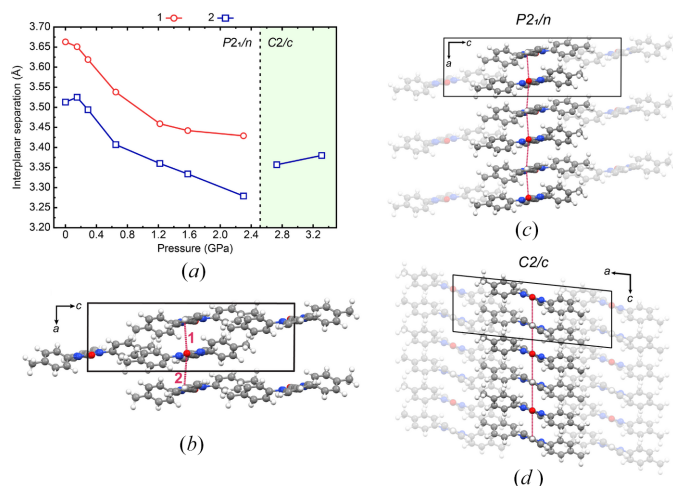 1 2
P2₁/n C2/c
3.70
3.65
3.60
3.55
3.50
3.45
3.40
3.35
3.30
3.25
3.20
Interplanar separation (Å)
0.0 0.4 0.8 1.2 1.6 2.0 2.4 2.8 3.2
Pressure (GPa)
(a)
c
a
1
2
(b)
P2₁/n
c
a
(c)
C2/c
a
c
(d)